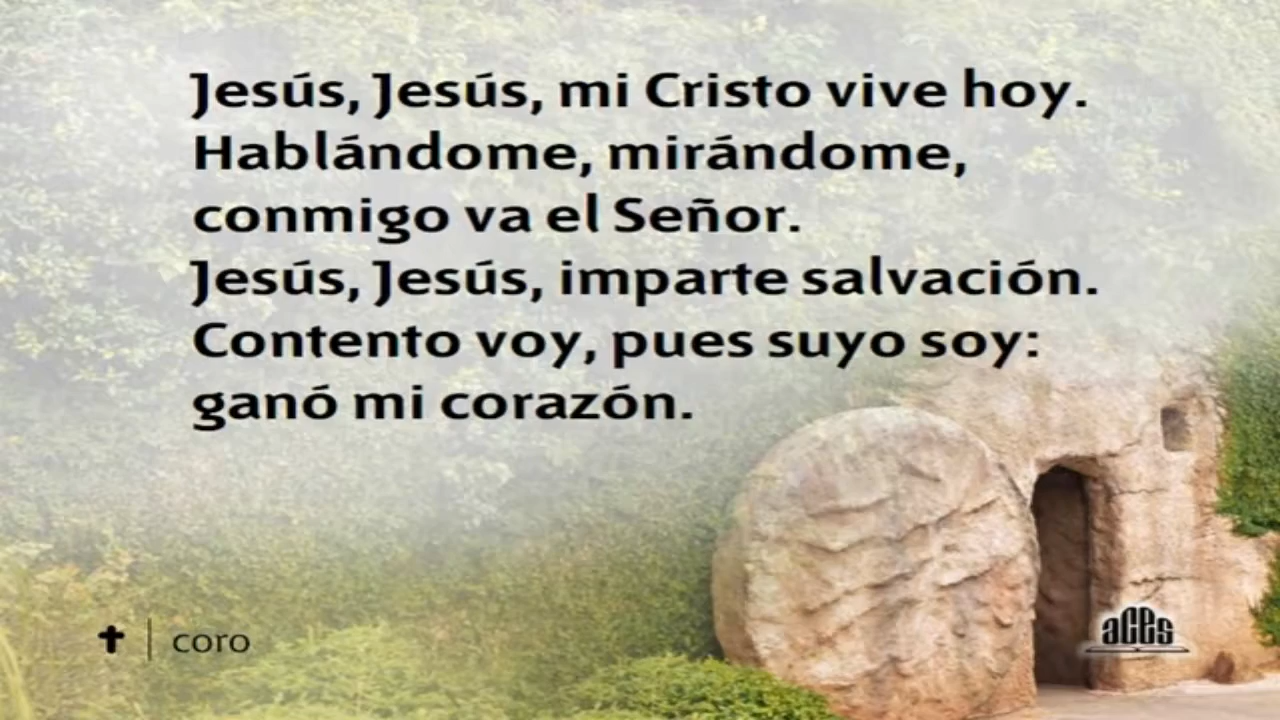 Jesús, Jesús, mi Cristo vive hoy.
Hablándome, mirándome,
conmigo va el Señor.
Jesús, Jesús, imparte salvación.
Contento voy, pues suyo soy:
ganó mi corazón.
coro
aces